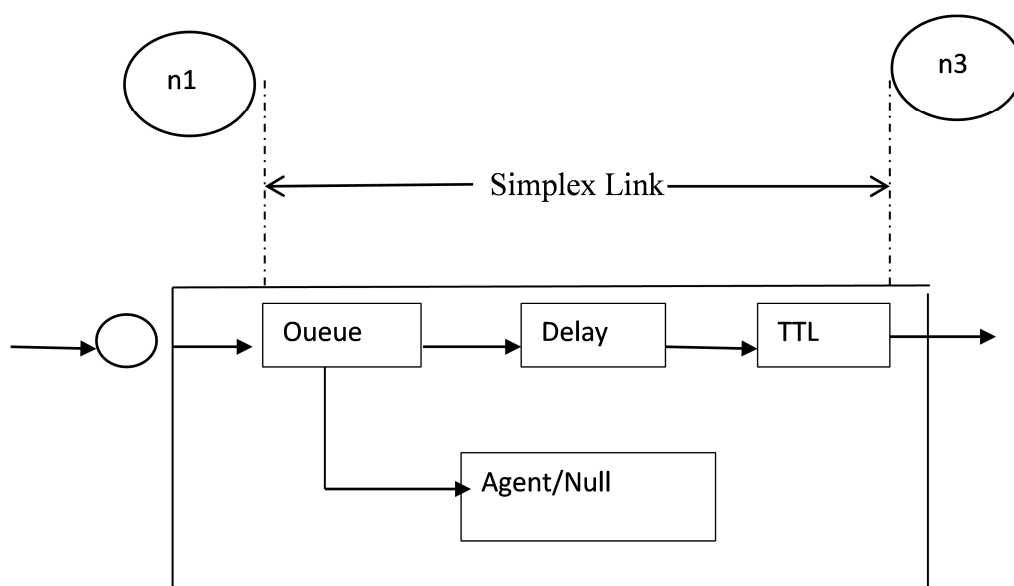 n1
n3
Simplex Link
Oueue
Delay
TTL
Agent/Null